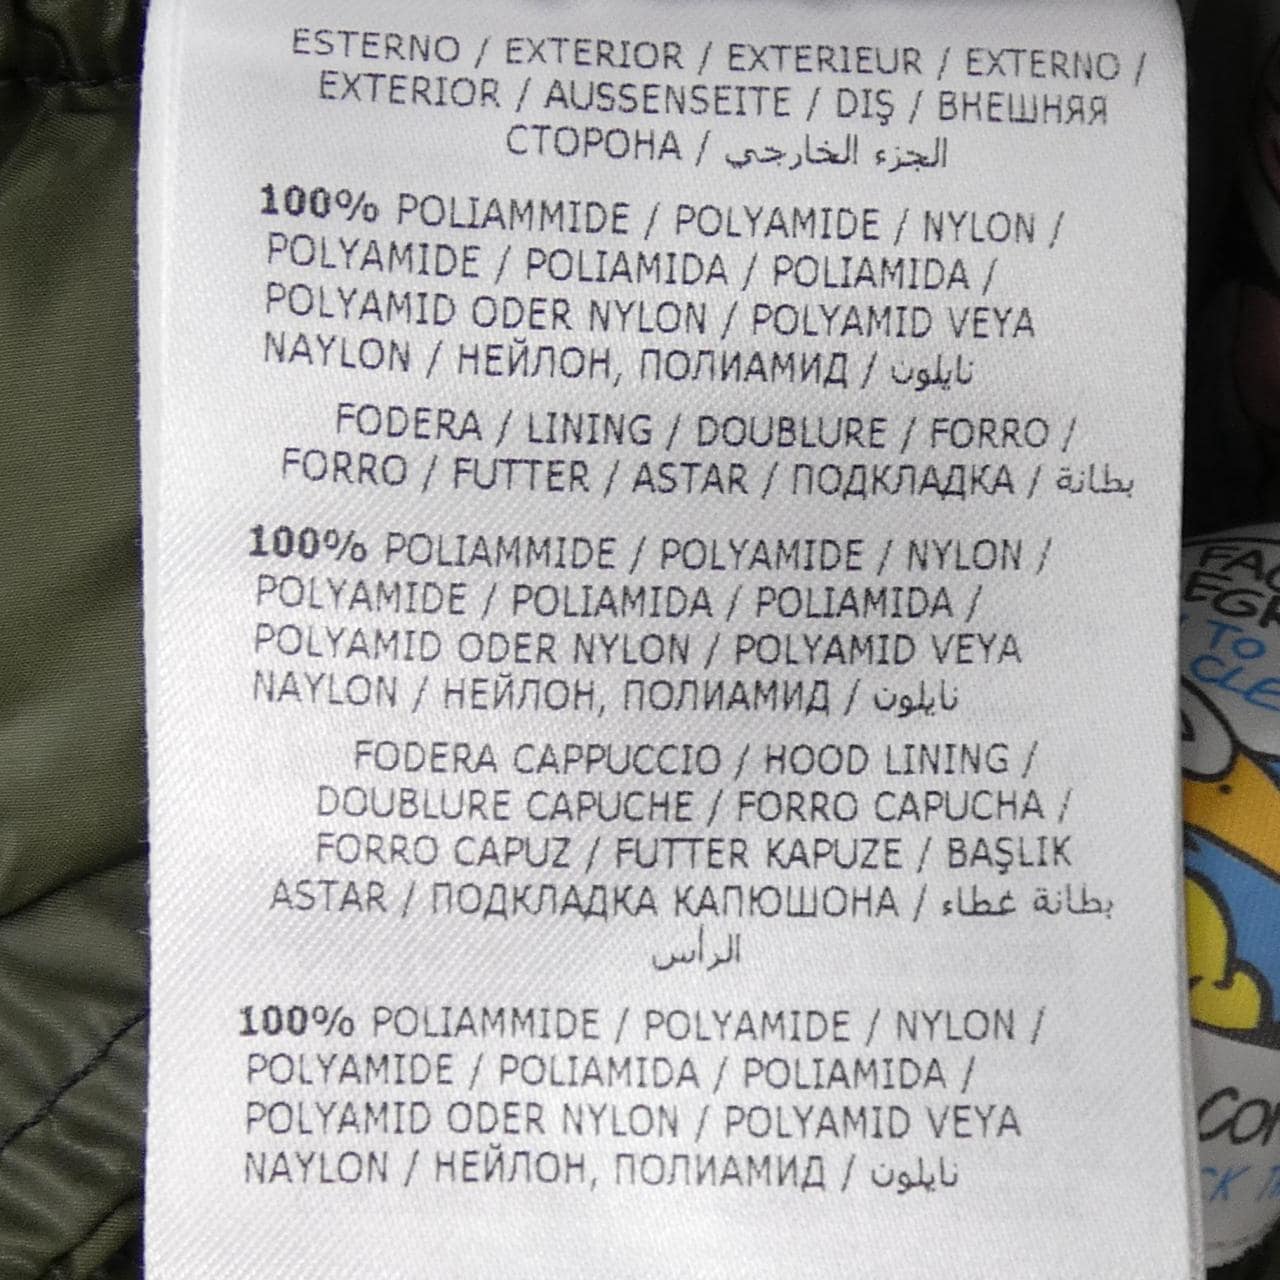 ESTERNO / EXTERIOR / EXTERIEUR / EXTERNO /
EXTERIOR / AUSSENSEITE / DIŞ / ВНЕШНЯЯ
СТОРОНА / الجزء الخارجي
100% POLIAMMIDE / POLYAMIDE / NYLON /
POLYAMIDE / POLIAMIDA / POLIAMIDA /
POLYAMID ODER NYLON / POLYAMID VEYA
NAYLON / НЕЙЛОН, ПОЛИАМИД / نايلون
FODERA / LINING / DOUBLURE / FORRO /
FORRO / FUTTER / ASTAR / ПОДКЛАДКА / بطانة
100% POLIAMMIDE / POLYAMIDE / NYLON /
POLYAMIDE / POLIAMIDA / POLIAMIDA /
POLYAMID ODER NYLON / POLYAMID VEYA
NAYLON / НЕЙЛОН, ПОЛИАМИД / نايلون
FODERA CAPPUCCIO / HOOD LINING /
DOUBLURE CAPUCHE / FORRO CAPUCHA /
FORRO CAPUZ / FUTTER KAPUZE / BAŞLIK
ASTAR / ПОДКЛАДКА КАПЮШОНА / بطانة غطاء
الرأس
100% POLIAMMIDE / POLYAMIDE / NYLON /
POLYAMIDE / POLIAMIDA / POLIAMIDA /
POLYAMID ODER NYLON / POLYAMID VEYA
NAYLON / НЕЙЛОН, ПОЛИАМИД / نايلون
TO